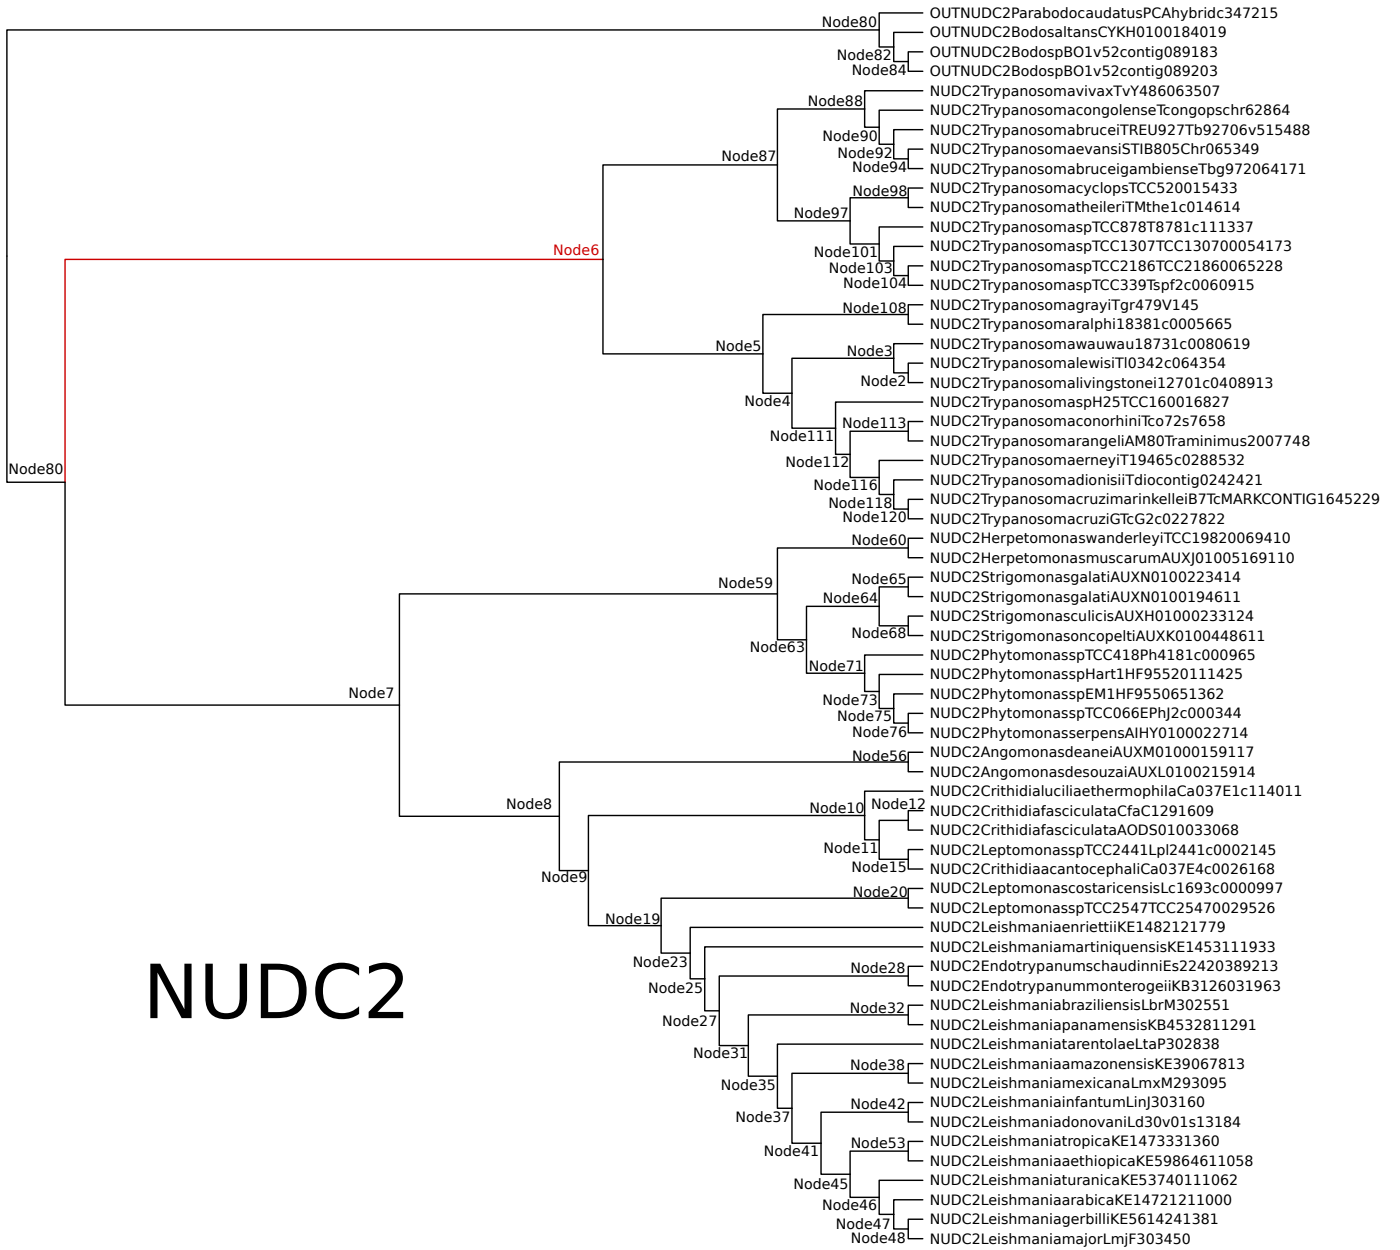 Node80
OUTNUDC2ParabodocaudatusPCAhybridc347215
OUTNUDC2BodosaltansCYKH0100184019
Node82
OUTNUDC2BodospBO1v52contig089183
Node84
OUTNUDC2BodospBO1v52contig089203
NUDC2TrypanosomavivaxTvY486063507
Node88
NUDC2TrypanosomacongolenseTcongopschr62864
Node90
NUDC2TrypanosomabruceiTREU927Tb92706v515488
Node92
NUDC2TrypanosomaevansiSTIB805Chr065349
Node87
Node94
NUDC2TrypanosomabruceigambienseTbg972064171
Node98
NUDC2TrypanosomacyclopsTCC520015433
NUDC2TrypanosomatheileriTMthe1c014614
Node97
NUDC2TrypanosomaspTCC878T8781c111337
Node6
Node101
NUDC2TrypanosomaspTCC1307TCC130700054173
Node103
NUDC2TrypanosomaspTCC2186TCC21860065228
Node104
NUDC2TrypanosomaspTCC339Tspf2c0060915
Node108
NUDC2TrypanosomagrayiTgr479V145
NUDC2Trypanosomaralphi18381c0005665
Node5
Node3
NUDC2Trypanosomawauwau18731c0080619
NUDC2TrypanosomalewisiTl0342c064354
Node2
NUDC2Trypanosomalivingstonei12701c0408913
Node4
NUDC2TrypanosomaspH25TCC160016827
Node113
NUDC2TrypanosomaconorhiniTco72s7658
Node111
NUDC2TrypanosomarangeliAM80Traminimus2007748
Node112
NUDC2TrypanosomaerneyiT19465c0288532
Node80
Node116
NUDC2TrypanosomadionisiiTdiocontig0242421
Node118
NUDC2TrypanosomacruzimarinkelleiB7TcMARKCONTIG1645229
Node120
NUDC2TrypanosomacruziGTcG2c0227822
Node60
NUDC2HerpetomonaswanderleyiTCC19820069410
NUDC2HerpetomonasmuscarumAUXJ01005169110
Node59
Node65
NUDC2StrigomonasgalatiAUXN0100223414
Node64
NUDC2StrigomonasgalatiAUXN0100194611
NUDC2StrigomonasculicisAUXH01000233124
Node68
NUDC2StrigomonasoncopeltiAUXK0100448611
Node63
NUDC2PhytomonasspTCC418Ph4181c000965
Node71
NUDC2PhytomonasspHart1HF95520111425
Node7
Node73
NUDC2PhytomonasspEM1HF9550651362
Node75
NUDC2PhytomonasspTCC066EPhJ2c000344
Node76
NUDC2PhytomonasserpensAIHY0100022714
Node56
NUDC2AngomonasdeaneiAUXM01000159117
NUDC2AngomonasdesouzaiAUXL0100215914
NUDC2CrithidialuciliaethermophilaCa037E1c114011
Node8
Node10
Node12
NUDC2CrithidiafasciculataCfaC1291609
NUDC2CrithidiafasciculataAODS010033068
Node11
NUDC2LeptomonasspTCC2441Lpl2441c0002145
Node15
NUDC2CrithidiaacantocephaliCa037E4c0026168
Node9
Node20
NUDC2LeptomonascostaricensisLc1693c0000997
NUDC2LeptomonasspTCC2547TCC25470029526
Node19
NUDC2LeishmaniaenriettiiKE1482121779
NUDC2LeishmaniamartiniquensisKE1453111933
Node23
Node28
NUDC2EndotrypanumschaudinniEs22420389213
Node25
NUDC2EndotrypanummonterogeiiKB3126031963
NUDC2
Node32
NUDC2LeishmaniabraziliensisLbrM302551
Node27
NUDC2LeishmaniapanamensisKB4532811291
Node31
NUDC2LeishmaniatarentolaeLtaP302838
Node38
NUDC2LeishmaniaamazonensisKE39067813
Node35
NUDC2LeishmaniamexicanaLmxM293095
Node42
NUDC2LeishmaniainfantumLinJ303160
Node37
NUDC2LeishmaniadonovaniLd30v01s13184
Node53
NUDC2LeishmaniatropicaKE1473331360
Node41
NUDC2LeishmaniaaethiopicaKE59864611058
Node45
NUDC2LeishmaniaturanicaKE53740111062
Node46
NUDC2LeishmaniaarabicaKE14721211000
Node47
NUDC2LeishmaniagerbilliKE5614241381
Node48
NUDC2LeishmaniamajorLmjF303450